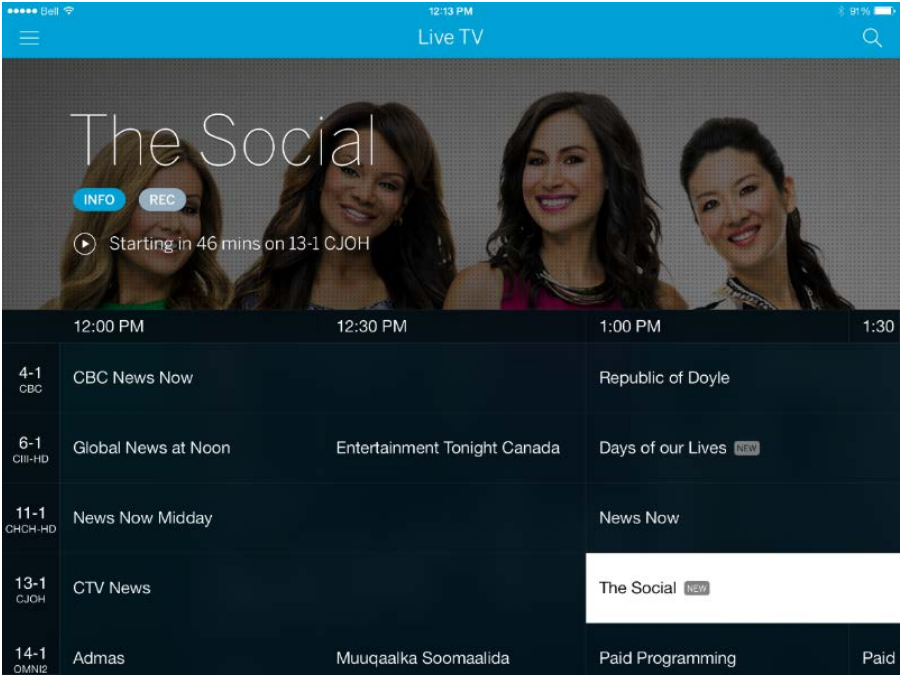 Bell
12:13 PM
91%
Live TV
The Social
INFO REC
Starting in 46 mins on 13-1 CJOH
12:00 PM 12:30 PM 1:00 PM 1:30
4-1
CBC
CBC News Now Republic of Doyle
6-1
CIII-HD
Global News at Noon Entertainment Tonight Canada Days of our Lives NEW
11-1
CHCH-HD
News Now Midday News Now
13-1
CJOH
CTV News The Social NEW
14-1
OMNI2
Admas Muuqaalka Soomaalida Paid Programming Paid